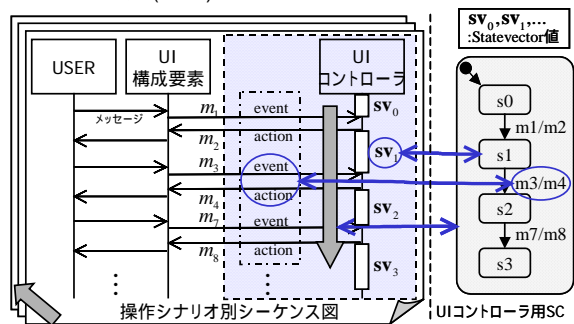 USER
UI
構成要素
UI
コントローラ
sv0,sv1,...
:Statevector値
メッセージ
m1
event
sv0
m2
action
m3
event
sv1
m4
action
m7
event
sv2
m8
action
sv3
s0
m1/m2
s1
m3/m4
s2
m7/m8
s3
操作シナリオ別シーケンス図
UIコントローラ用SC